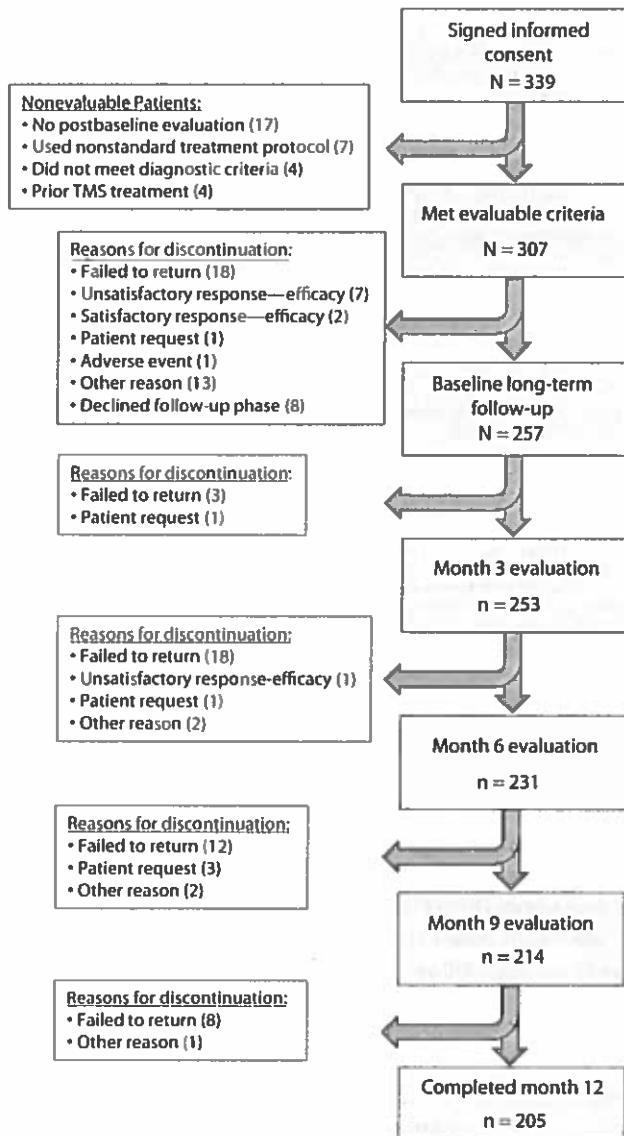 Signed informed
consent
N = 339
Nonevaluable Patients:
• No postbaseline evaluation (17)
• Used nonstandard treatment protocol (7)
• Did not meet diagnostic criteria (4)
• Prior TMS treatment (4)
Met evaluable criteria
N = 307
Reasons for discontinuation:
• Failed to return (18)
• Unsatisfactory response—efficacy (7)
• Satisfactory response—efficacy (2)
• Patient request (1)
• Adverse event (1)
• Other reason (13)
• Declined follow-up phase (8)
Baseline long-term
follow-up
N = 257
Reasons for discontinuation:
• Failed to return (3)
• Patient request (1)
Month 3 evaluation
n = 253
Reasons for discontinuation:
• Failed to return (18)
• Unsatisfactory response-efficacy (1)
• Patient request (1)
• Other reason (2)
Month 6 evaluation
n = 231
Reasons for discontinuation:
• Failed to return (12)
• Patient request (3)
• Other reason (2)
Month 9 evaluation
n = 214
Reasons for discontinuation:
• Failed to return (8)
• Other reason (1)
Completed month 12
n = 205